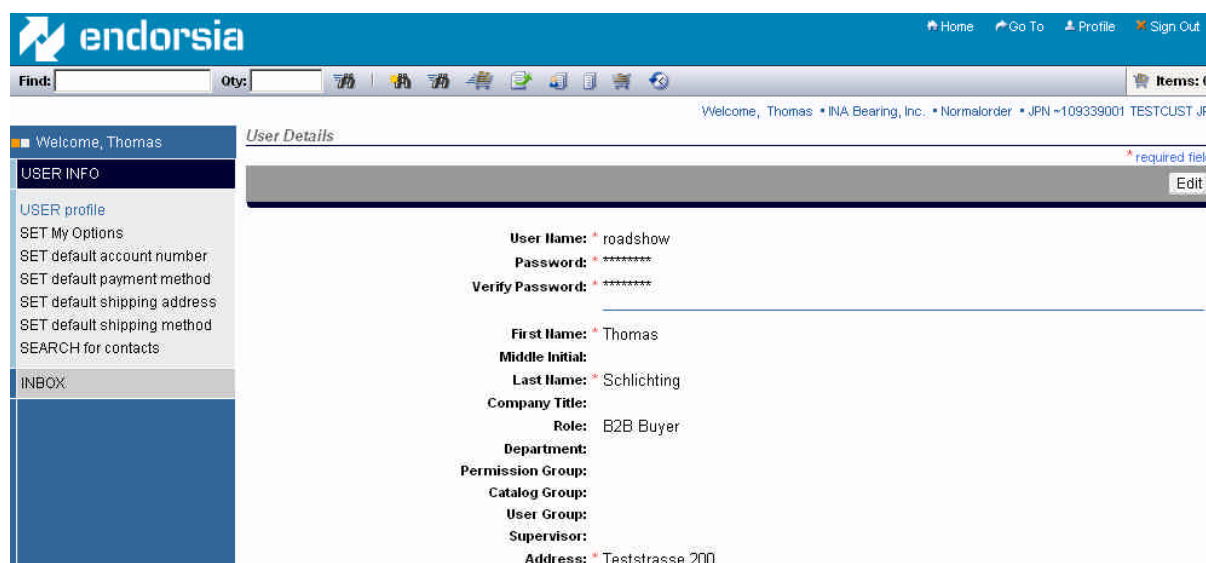 endorsia
Home Go To Profile Sign Out
Find: Qty: Items:
Welcome, Thomas • INA Bearing, Inc. • Normalorder • JPN ~109339001 TESTCUST
Welcome, Thomas
User Details
* required
USER INFO
Edit
USER profile
SET My Options
SET default account number
SET default payment method
SET default shipping address
SET default shipping method
SEARCH for contacts
INBOX
User Name: * roadshow
Password: * ********
Verify Password: * ********
First Name: * Thomas
Middle Initial:
Last Name: * Schlichting
Company Title:
Role: B2B Buyer
Department:
Permission Group:
Catalog Group:
User Group:
Supervisor:
Address: * Teststrasse 200